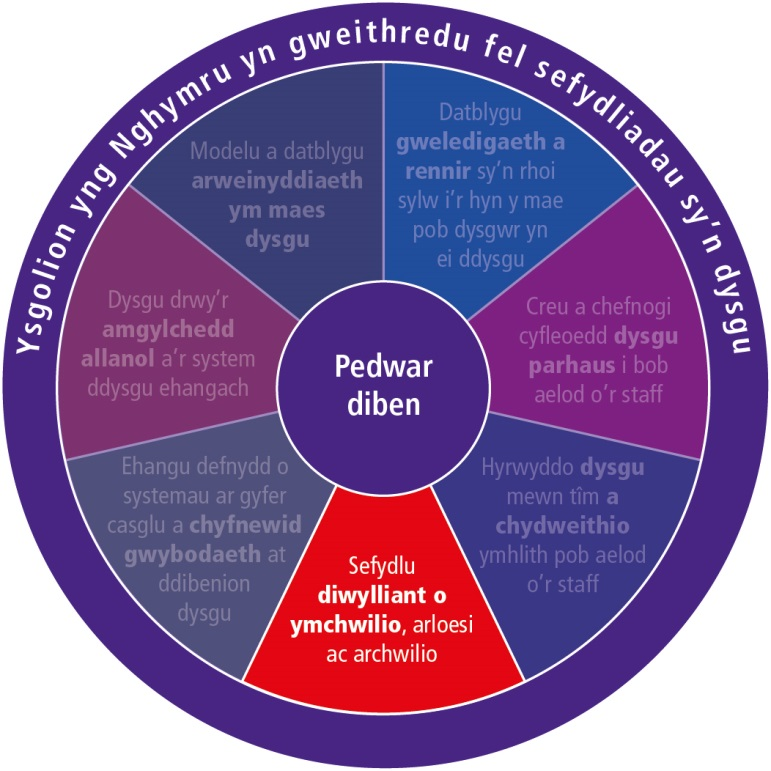 Ysgolion yng Nghymru yn gweithredu fel sefydliadau sy'n dysgu
Datblygu
gweledigaeth a
rennir sy'n rhoi
sylw i'r hyn y mae
pob dysgwr yn
ei ddysgu
Creu a chefnogi
cyfleoedd dysgu
parhaus i bob
aelod o'r staff
Hyrwyddo dysgu
mewn tîm a
chydweithio
ymhlith pob aelod
o'r staff
Sefydlu
diwylliant o
ymchwilio, arloesi
ac archwilio
Ehangu defnydd o
systemau ar gyfer
casglu a chyfnewid
gwybodaeth at
ddibenion
dysgu
Dysgu drwy'r
amgylchedd
allanol a'r system
ddysgu ehangach
Modelu a datblygu
arweinyddiaeth
ym maes
dysgu
Pedwar
diben